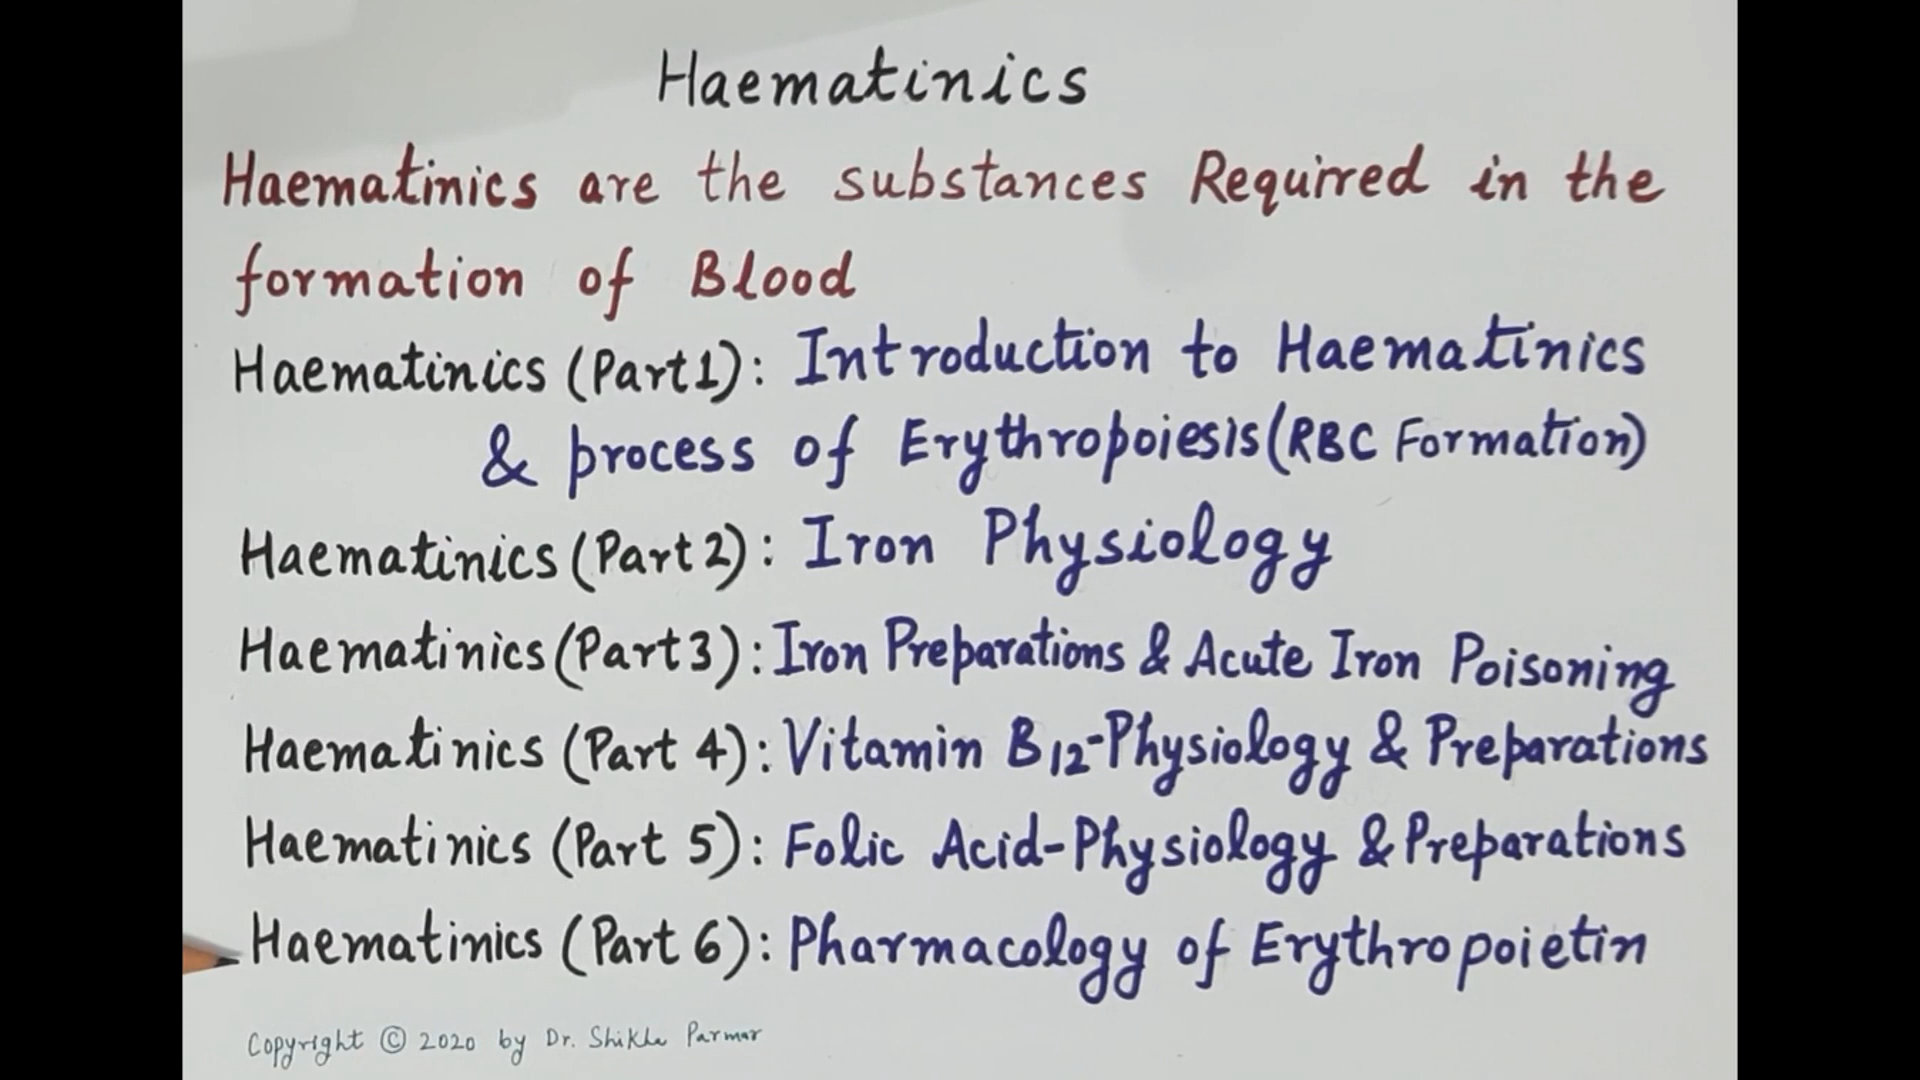 Haematinics
Haematinics are the substances Required in the
formation of Blood
Haematinics (Part1): Introduction to Haematinics
& process of Erythropoiesis (RBC Formation)
Haematinics (Part 2): Iron Physiology
Haematinics (Part 3): Iron Preparations & Acute Iron Poisoning
Haematinics (Part 4): Vitamin B12-Physiology & Preparations
Haematinics (Part 5): Folic Acid-Physiology & Preparations
Haematinics (Part 6): Pharmacology of Erythropoietin
Copyright © 2020 by Dr. Shikha Parmar